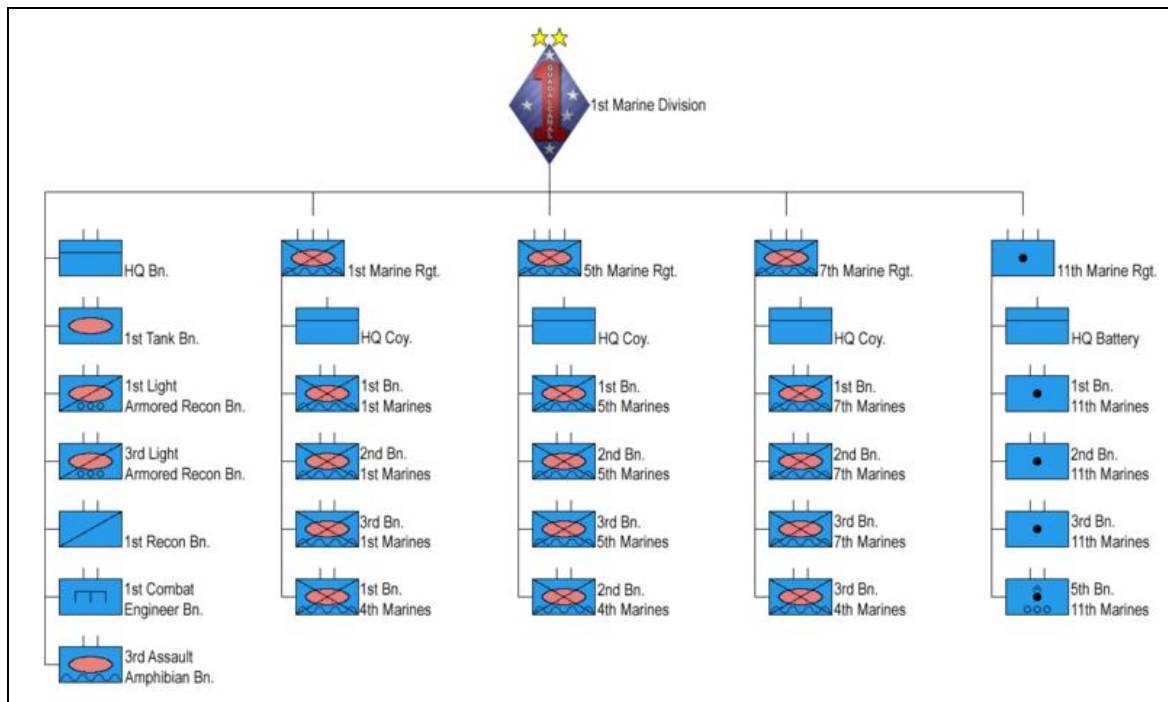 GUADALCANAL
1
1st Marine Division
HQ Bn.
1st Tank Bn.
1st Light
Armored Recon Bn.
3rd Light
Armored Recon Bn.
1st Recon Bn.
1st Combat
Engineer Bn.
3rd Assault
Amphibian Bn.
1st Marine Rgt.
HQ Coy.
1st Bn.
1st Marines
2nd Bn.
1st Marines
3rd Bn.
1st Marines
1st Bn.
4th Marines
5th Marine Rgt.
HQ Coy.
1st Bn.
5th Marines
2nd Bn.
5th Marines
3rd Bn.
5th Marines
2nd Bn.
4th Marines
7th Marine Rgt.
HQ Coy.
1st Bn.
7th Marines
2nd Bn.
7th Marines
3rd Bn.
7th Marines
3rd Bn.
4th Marines
11th Marine Rgt.
HQ Battery
1st Bn.
11th Marines
2nd Bn.
11th Marines
3rd Bn.
11th Marines
5th Bn.
11th Marines